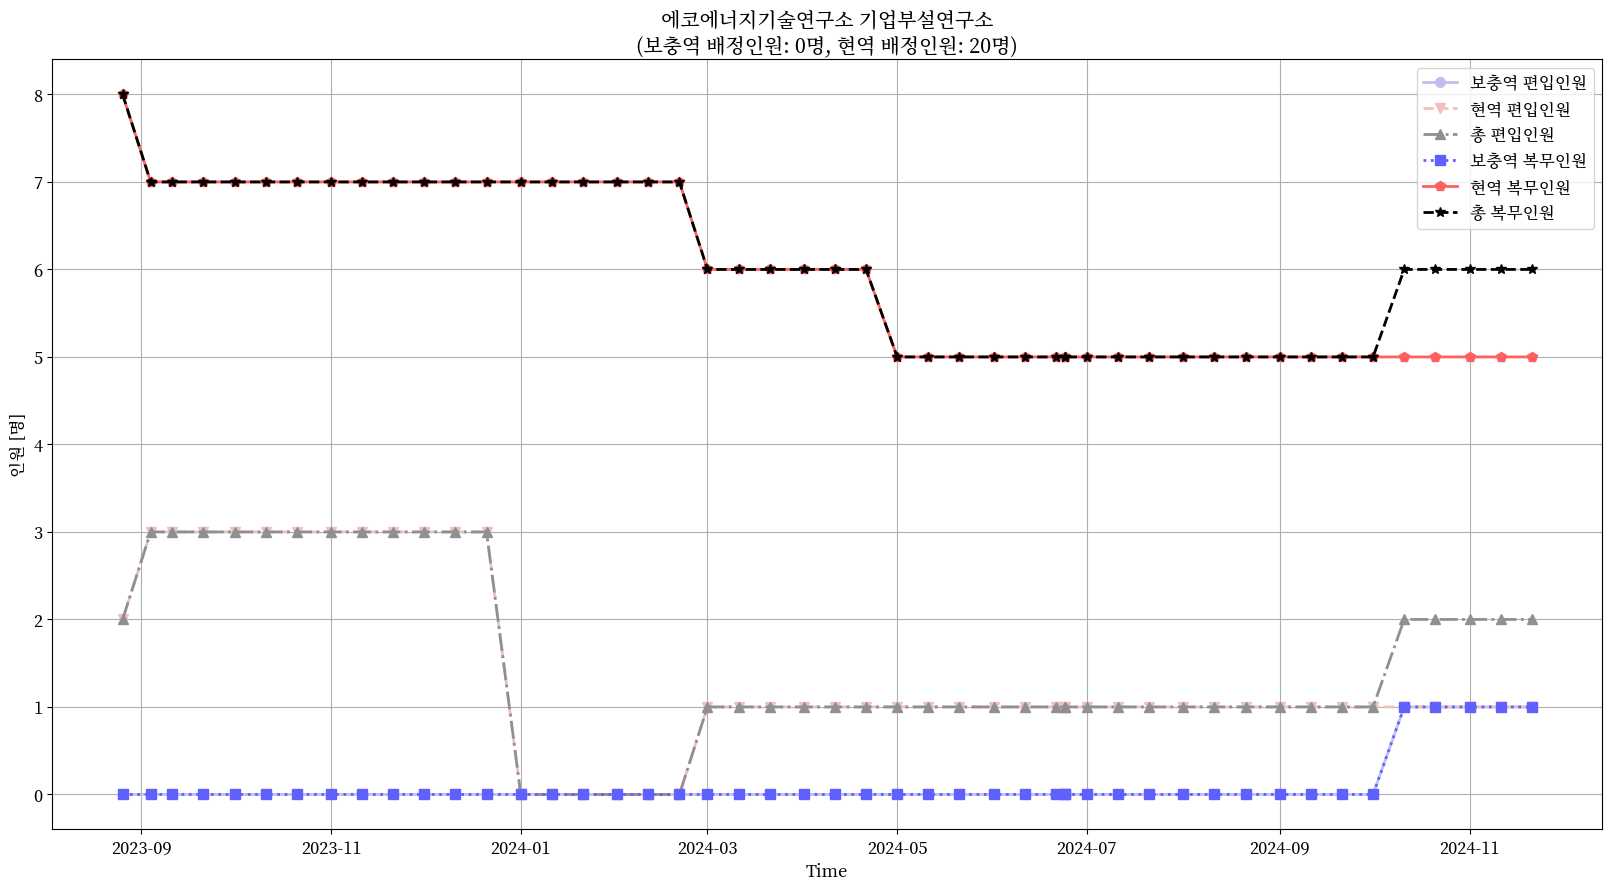 에코에너지기술연구소 기업부설연구소
(보충역 배정인원: 0명, 현역 배정인원: 20명)
보충역 편입인원
현역 편입인원
총 편입인원
보충역 복무인원
현역 복무인원
총 복무인원
인원 [명]
8
7
6
5
4
3
2
1
0
2023-09
2023-11
2024-01
2024-03
2024-05
2024-07
2024-09
2024-11
Time